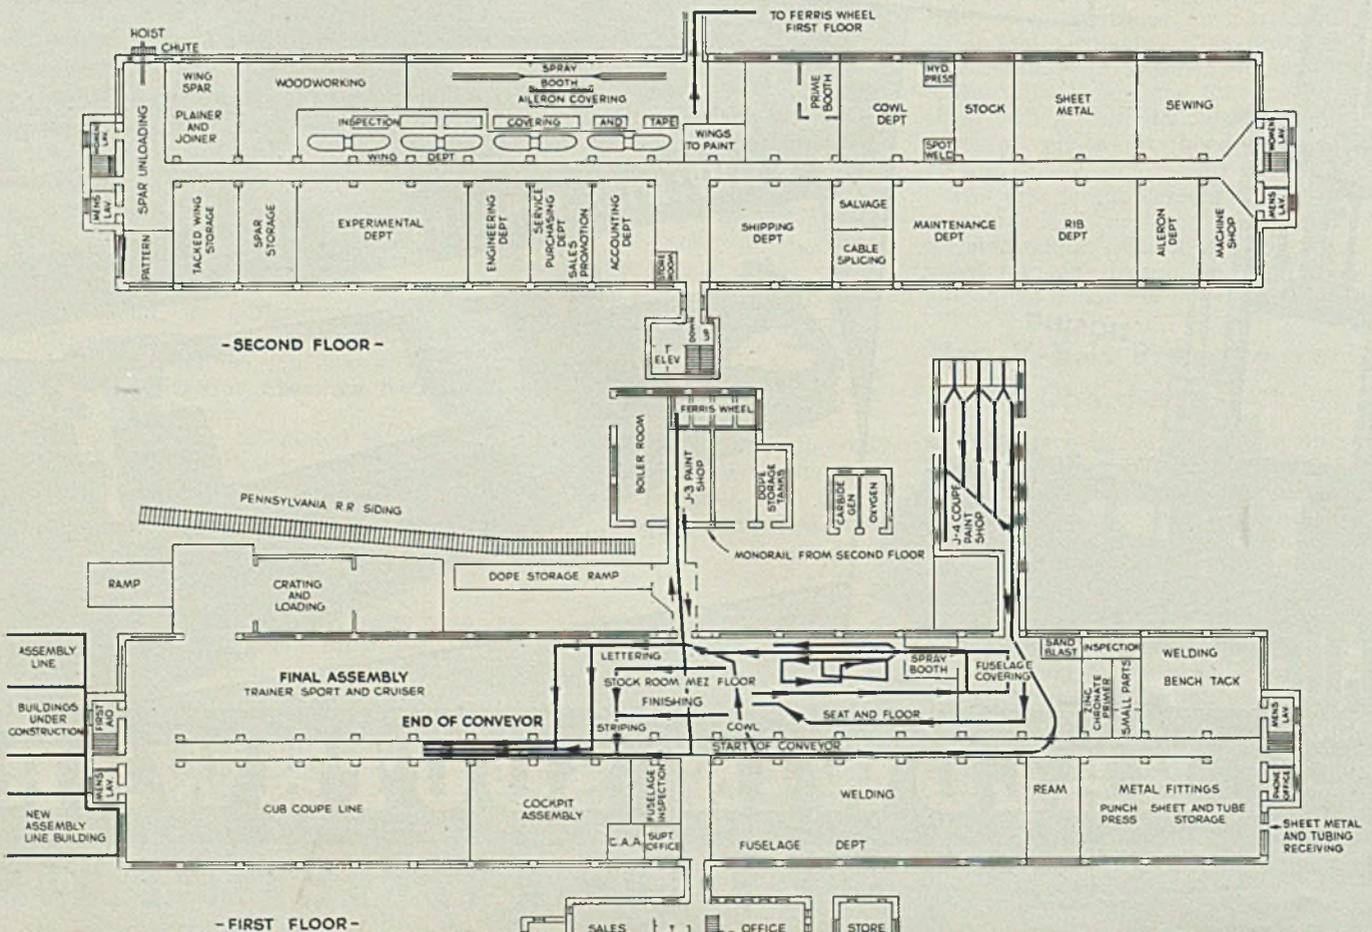 TO FERRIS WHEEL
FIRST FLOOR
HOIST
CHUTE
WING
SPAR
PLAINER
AND
JOINER
WOODWORKING
SPRAY
BOOTH
AILERON COVERING
INSPECTION
COVERING
AND
TAPE
WING DEPT
WINGS
TO PAINT
PRIME
BOOTH
HYD.
PRESS
COWL
DEPT
SPOT
WELD
STOCK
SHEET
METAL
SEWING
WOMENS
LAV.
MENS
LAV.
WOMENS
LAV.
MENS
LAV.
SPAR UNLOADING
PATTERN
TACKED WING
STORAGE
SPAR
STORAGE
EXPERIMENTAL
DEPT
ENGINEERING
DEPT
SERVICE
PURCHASING
DEPT
SALES
PROMOTION
ACCOUNTING
DEPT
STORE
ROOM
SHIPPING
DEPT
SALVAGE
CABLE
SPLICING
MAINTENANCE
DEPT
RIB
DEPT
AILERON
DEPT
MACHINE
SHOP
DOWN
UP
ELEV
-SECOND FLOOR-
FERRIS WHEEL
BOILER ROOM
J-3 PAINT
SHOP
DOPE
STORAGE
TANKS
CARBIDE
GEN
OXYGEN
J-4 COUPE
PAINT
SHOP
PENNSYLVANIA R.R SIDING
MONORAIL FROM SECOND FLOOR
RAMP
CRATING
AND
LOADING
DOPE STORAGE RAMP
ASSEMBLY
LINE
BUILDINGS
UNDER
CONSTRUCTION
NEW
ASSEMBLY
LINE BUILDING
FIRST
AID
MENS
LAV.
FINAL ASSEMBLY
TRAINER SPORT AND CRUISER
END OF CONVEYOR
LETTERING
STOCK ROOM MEZ FLOOR
FINISHING
STRIPING
COWL
SPRAY
BOOTH
SEAT AND FLOOR
FUSELAGE
COVERING
START OF CONVEYOR
SAND
BLAST
INSPECTION
ZINC
CHRONATE
PRIMER
SMALL PARTS
WELDING
BENCH TACK
MENS
LAV.
PHONE
OFFICE
CUB COUPE LINE
COCKPIT
ASSEMBLY
FUSELAGE
INSPECTION
C.A.A.
SUPT.
OFFICE
WELDING
FUSELAGE DEPT
REAM
METAL FITTINGS
PUNCH
PRESS
SHEET AND TUBE
STORAGE
SHEET METAL
AND TUBING
RECEIVING
-FIRST FLOOR-
SALES
OFFICE
STORE